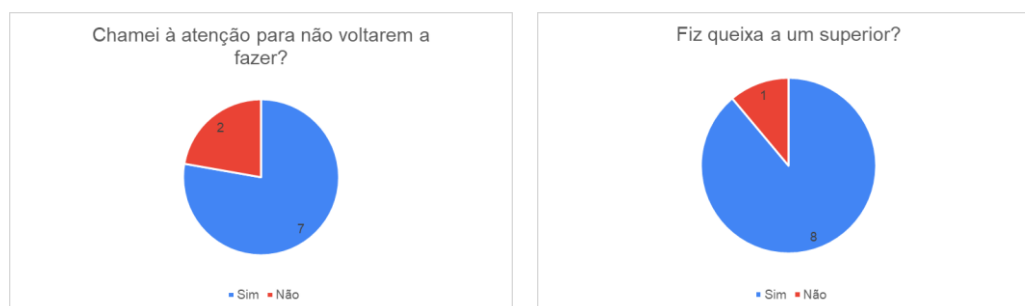 Chamei à atenção para não voltarem a
fazer?
2
7
Sim Não
Fiz queixa a um superior?
1
8
Sim Não